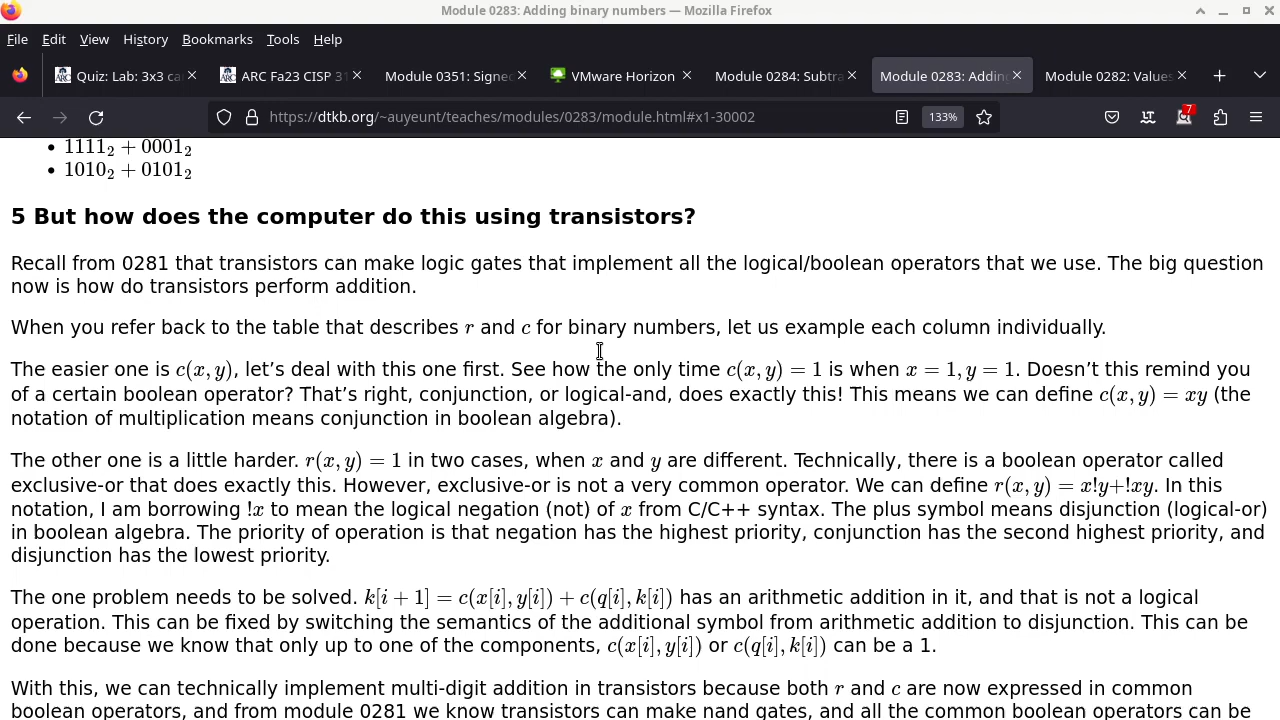 Module 0283: Adding binary numbers — Mozilla Firefox
File Edit View History Bookmarks Tools Help
Quiz: Lab: 3x3 ca ARC Fa23 CISP 31 Module 0351: Signed VMware Horizon Module 0284: Subtra Module 0283: Adding Module 0282: Values
https://dtkb.org/~auyeunt/teaches/modules/0283/module.html#x1-30002 133% 7
• 1111₂ + 0001₂
• 1010₂ + 0101₂
5 But how does the computer do this using transistors?
Recall from 0281 that transistors can make logic gates that implement all the logical/boolean operators that we use. The big question
now is how do transistors perform addition.
When you refer back to the table that describes r and c for binary numbers, let us example each column individually.
The easier one is c(x, y), let’s deal with this one first. See how the only time c(x, y) = 1 is when x = 1, y = 1. Doesn’t this remind you
of a certain boolean operator? That’s right, conjunction, or logical-and, does exactly this! This means we can define c(x, y) = xy (the
notation of multiplication means conjunction in boolean algebra).
The other one is a little harder. r(x, y) = 1 in two cases, when x and y are different. Technically, there is a boolean operator called
exclusive-or that does exactly this. However, exclusive-or is not a very common operator. We can define r(x, y) = x!y+!xy. In this
notation, I am borrowing !x to mean the logical negation (not) of x from C/C++ syntax. The plus symbol means disjunction (logical-or)
in boolean algebra. The priority of operation is that negation has the highest priority, conjunction has the second highest priority, and
disjunction has the lowest priority.
The one problem needs to be solved. k[i + 1] = c(x[i], y[i]) + c(q[i], k[i]) has an arithmetic addition in it, and that is not a logical
operation. This can be fixed by switching the semantics of the additional symbol from arithmetic addition to disjunction. This can be
done because we know that only up to one of the components, c(x[i], y[i]) or c(q[i], k[i]) can be a 1.
With this, we can technically implement multi-digit addition in transistors because both r and c are now expressed in common
boolean operators, and from module 0281 we know transistors can make nand gates, and all the common boolean operators can be